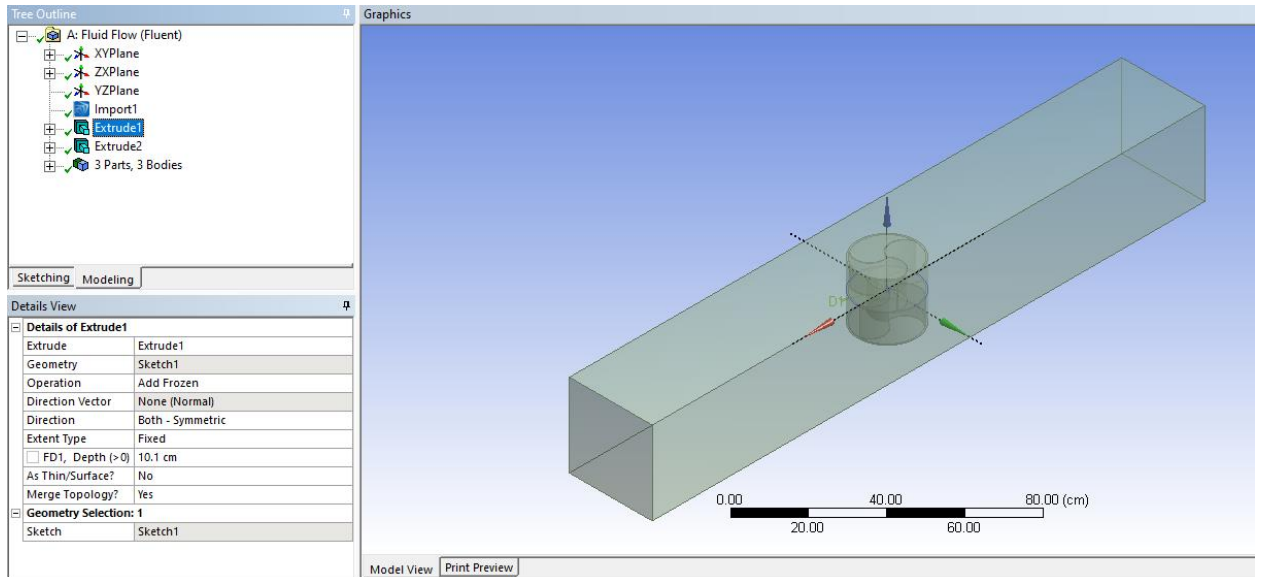 Tree Outline
A: Fluid Flow (Fluent)
XYPlane
ZXPlane
YZPlane
Import1
Extrude1
Extrude2
3 Parts, 3 Bodies
Sketching Modeling
Details View
Details of Extrude1
Extrude Extrude1
Geometry Sketch1
Operation Add Frozen
Direction Vector None (Normal)
Direction Both - Symmetric
Extent Type Fixed
FD1, Depth (>0) 10.1 cm
As Thin/Surface? No
Merge Topology? Yes
Geometry Selection: 1
Sketch Sketch1
Graphics
D1
0.00 40.00 80.00 (cm)
20.00 60.00
Model View Print Preview